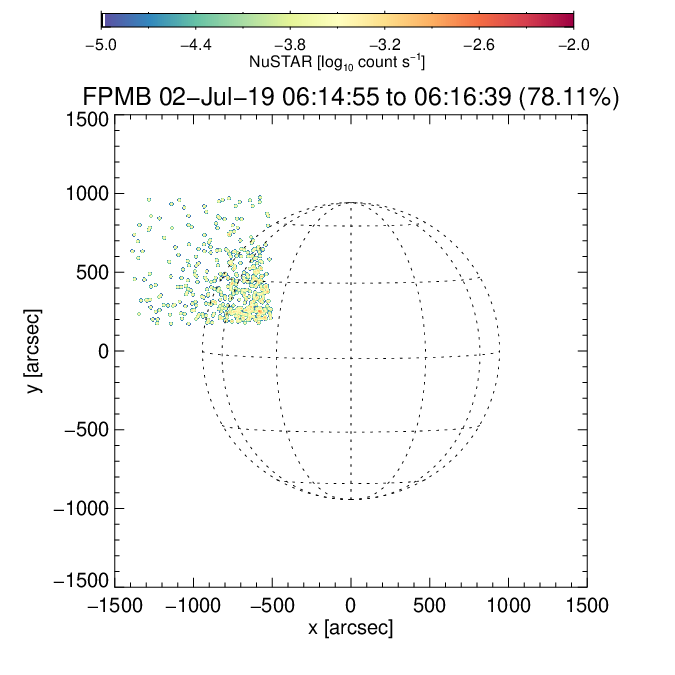 −5.0 −4.4 −3.8 −3.2 −2.6 −2.0
NuSTAR [log₁₀ count s⁻¹]
FPMB 02−Jul−19 06:14:55 to 06:16:39 (78.11%)
1500
1000
500
0
−500
−1000
−1500
y [arcsec]
−1500 −1000 −500 0 500 1000 1500
x [arcsec]